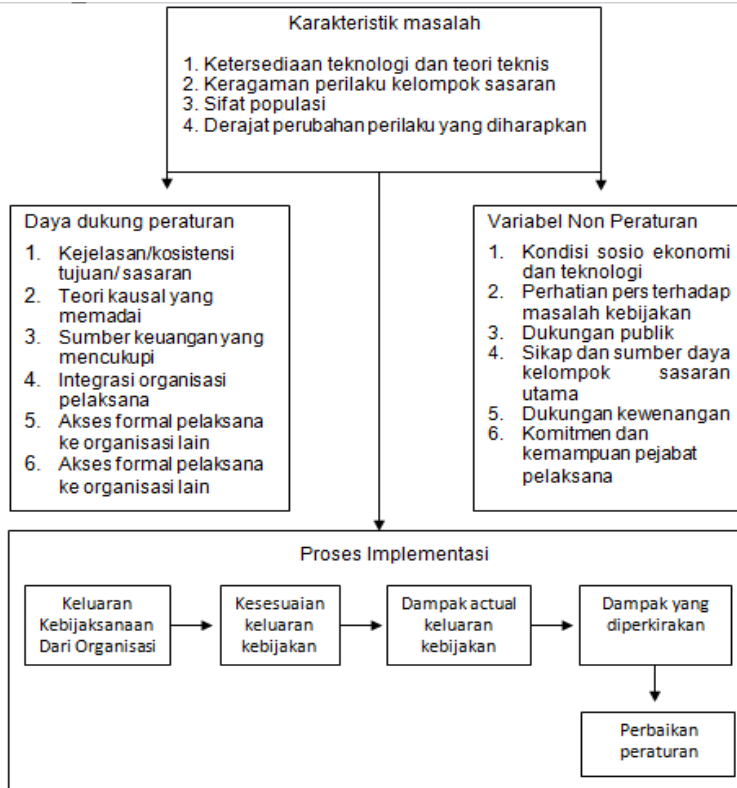 Karakteristik masalah
1. Ketersediaan teknologi dan teori teknis
2. Keragaman perilaku kelompok sasaran
3. Sifat populasi
4. Derajat perubahan perilaku yang diharapkan
Daya dukung peraturan
1. Kejelasan/kosistensi
tujuan/ sasaran
2. Teori kausal yang
memadai
3. Sumber keuangan yang
mencukupi
4. Integrasi organisasi
pelaksana
5. Akses formal pelaksana
ke organisasi lain
6. Akses formal pelaksana
ke organisasi lain
Variabel Non Peraturan
1. Kondisi sosio ekonomi
dan teknologi
2. Perhatian pers terhadap
masalah kebijakan
3. Dukungan publik
4. Sikap dan sumber daya
kelompok sasaran
utama
5. Dukungan kewenangan
6. Komitmen dan
kemampuan pejabat
pelaksana
Proses Implementasi
Keluaran
Kebijaksanaan
Dari Organisasi
Kesesuaian
keluaran
kebijakan
Dampak actual
keluaran
kebijakan
Dampak yang
diperkirakan
Perbaikan
peraturan